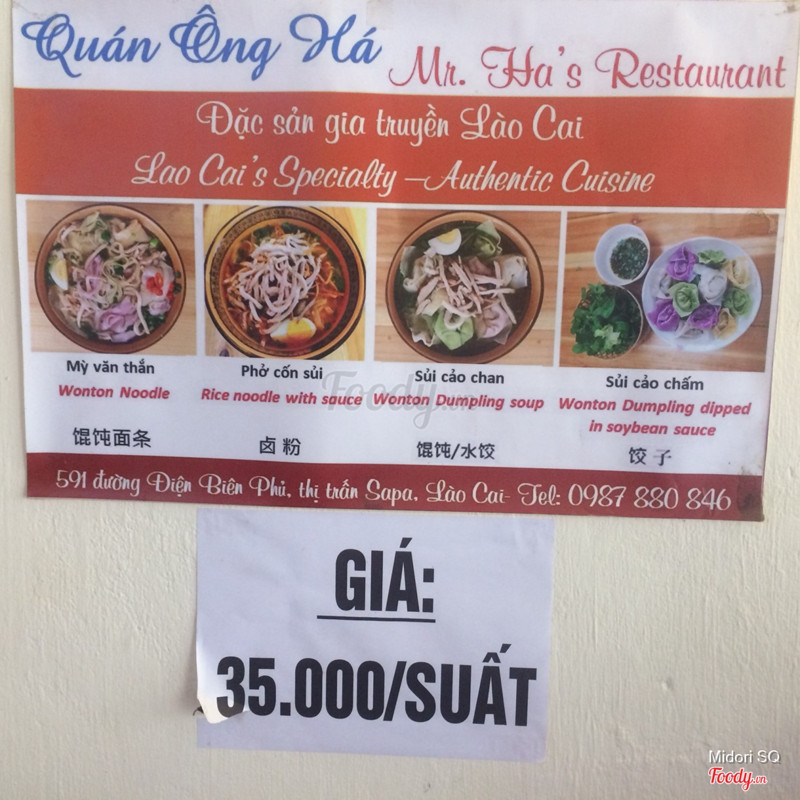 Quán Ông Há
Mr. Ha's Restaurant
Đặc sản gia truyền Lào Cai
Lao Cai's Specialty –Authentic Cuisine
Mỳ văn thắn
Wonton Noodle
馄饨面条
Phở cốn sủi
Rice noodle with sauce
卤 粉
Sủi cảo chan
Wonton Dumpling soup
馄饨/水饺
Sủi cảo chấm
Wonton Dumpling dipped
in soybean sauce
饺 子
Foody.vn
591 đường Điện Biên Phủ, thị trấn Sapa, Lào Cai- Tel: 0987 880 846
GIÁ:
35.000/SUẤT
Midori SQ
Foody.vn